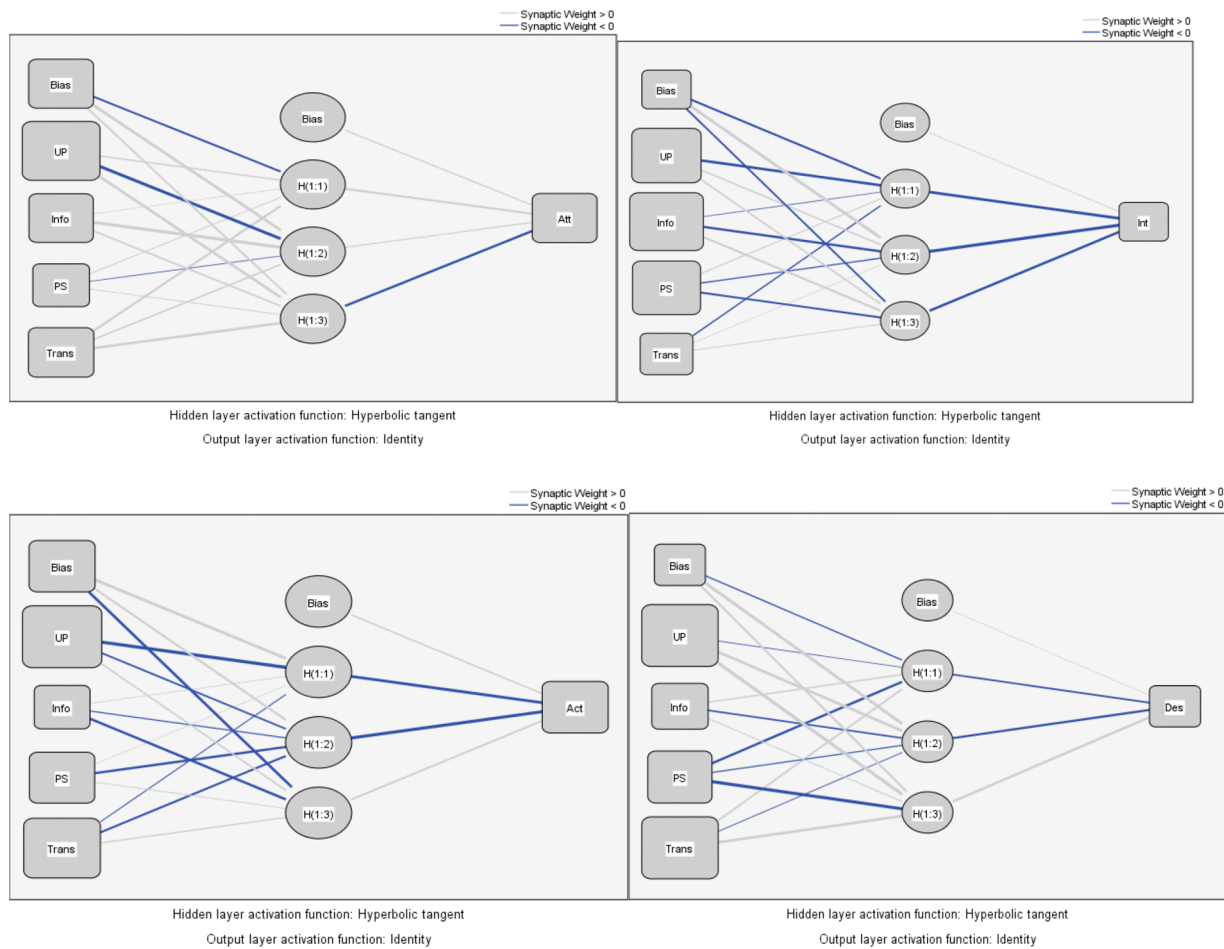 Synaptic Weight > 0
Synaptic Weight < 0
Bias
UP
Info
PS
Trans
Bias
H(1:1)
H(1:2)
H(1:3)
Att
Hidden layer activation function: Hyperbolic tangent
Output layer activation function: Identity
Synaptic Weight > 0
Synaptic Weight < 0
Bias
UP
Info
PS
Trans
Bias
H(1:1)
H(1:2)
H(1:3)
Int
Hidden layer activation function: Hyperbolic tangent
Output layer activation function: Identity
Synaptic Weight > 0
Synaptic Weight < 0
Bias
UP
Info
PS
Trans
Bias
H(1:1)
H(1:2)
H(1:3)
Act
Hidden layer activation function: Hyperbolic tangent
Output layer activation function: Identity
Synaptic Weight > 0
Synaptic Weight < 0
Bias
UP
Info
PS
Trans
Bias
H(1:1)
H(1:2)
H(1:3)
Des
Hidden layer activation function: Hyperbolic tangent
Output layer activation function: Identity